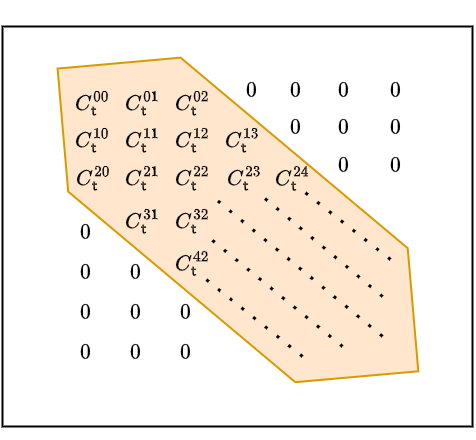 C_t^{00} C_t^{01} C_t^{02} 0 0 0 0
C_t^{10} C_t^{11} C_t^{12} C_t^{13} 0 0 0
C_t^{20} C_t^{21} C_t^{22} C_t^{23} C_t^{24} 0 0
0 C_t^{31} C_t^{32}
0 0 C_t^{42}
0 0 0
0 0 0